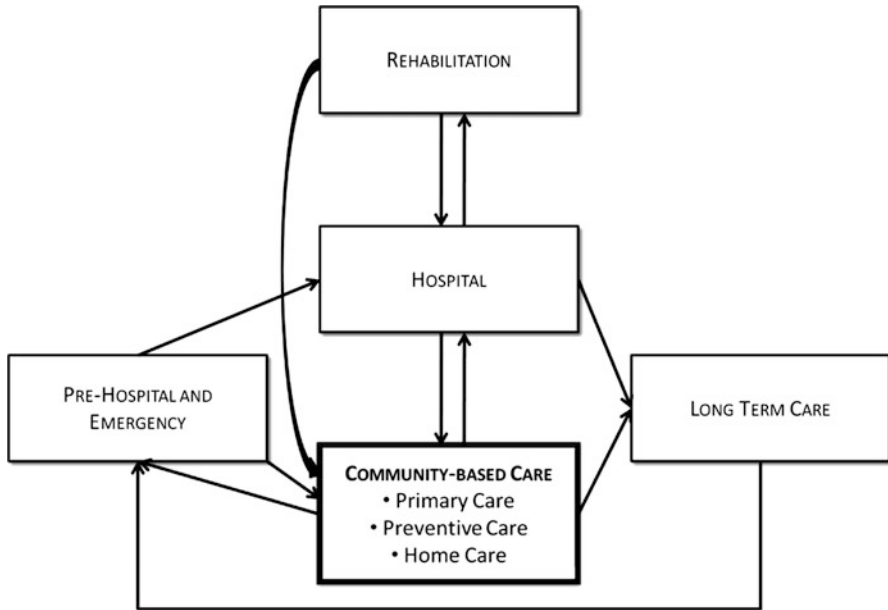 REHABILITATION
HOSPITAL
PRE-HOSPITAL AND
EMERGENCY
LONG TERM CARE
COMMUNITY-BASED CARE
• Primary Care
• Preventive Care
• Home Care